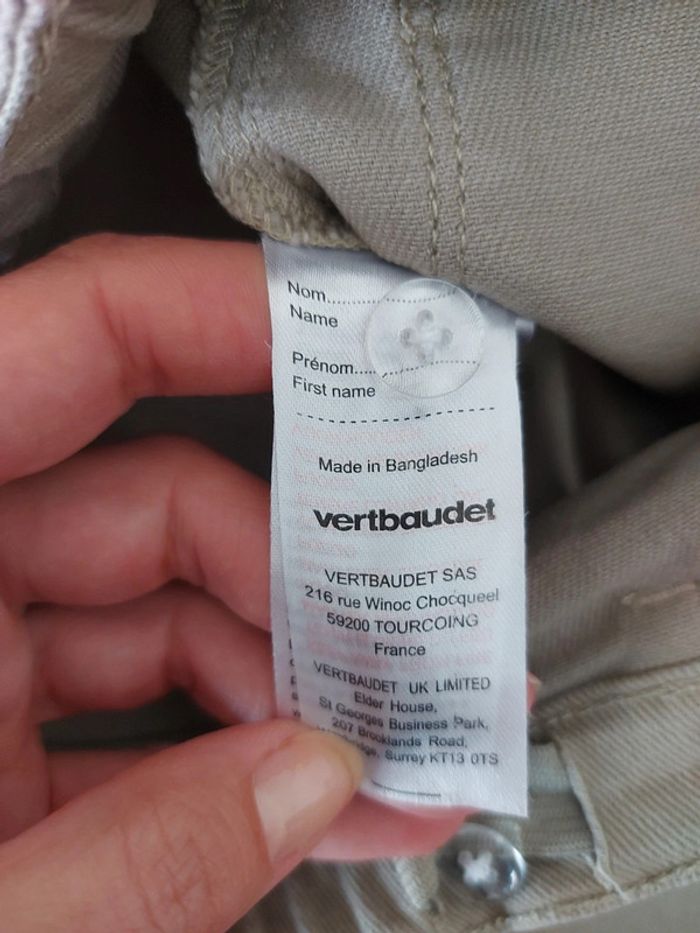 Nom..............................
Name
Prénom..........................
First name
Made in Bangladesh
vertbaudet
VERTBAUDET SAS
216 rue Winoc Chocqueel
59200 TOURCOING
France
VERTBAUDET UK LIMITED
Elder House,
St Georges Business Park,
207 Brooklands Road,
Surrey KT13 0TS